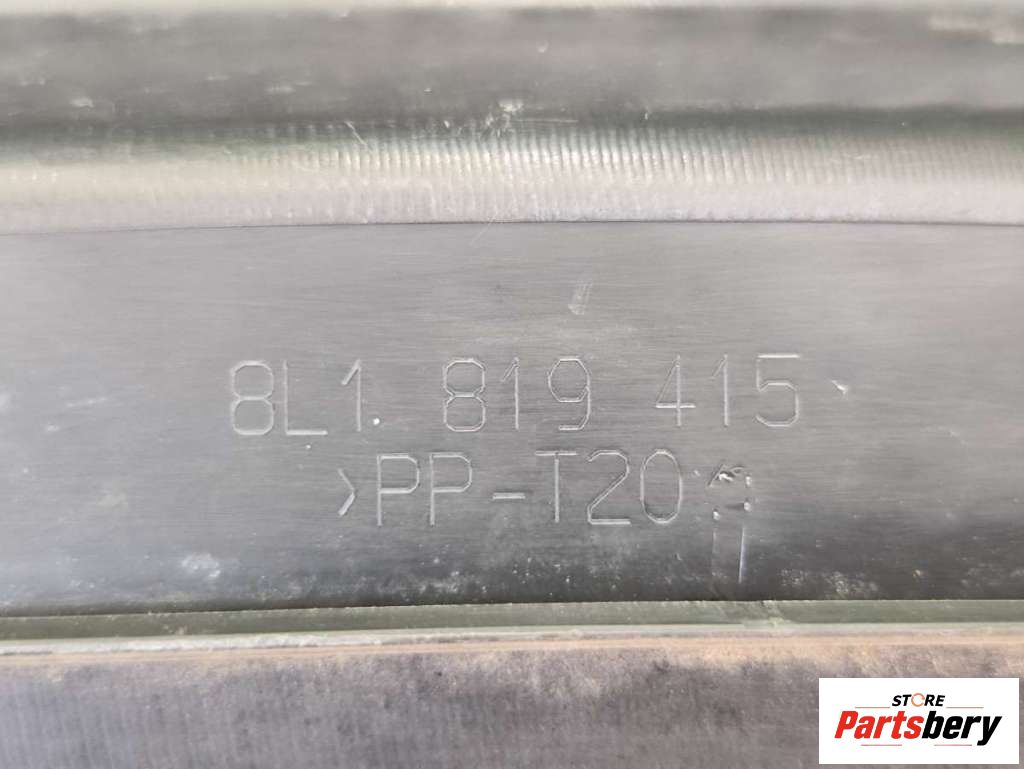 8L1 819 415
>PP-T20
STORE
Partsbery